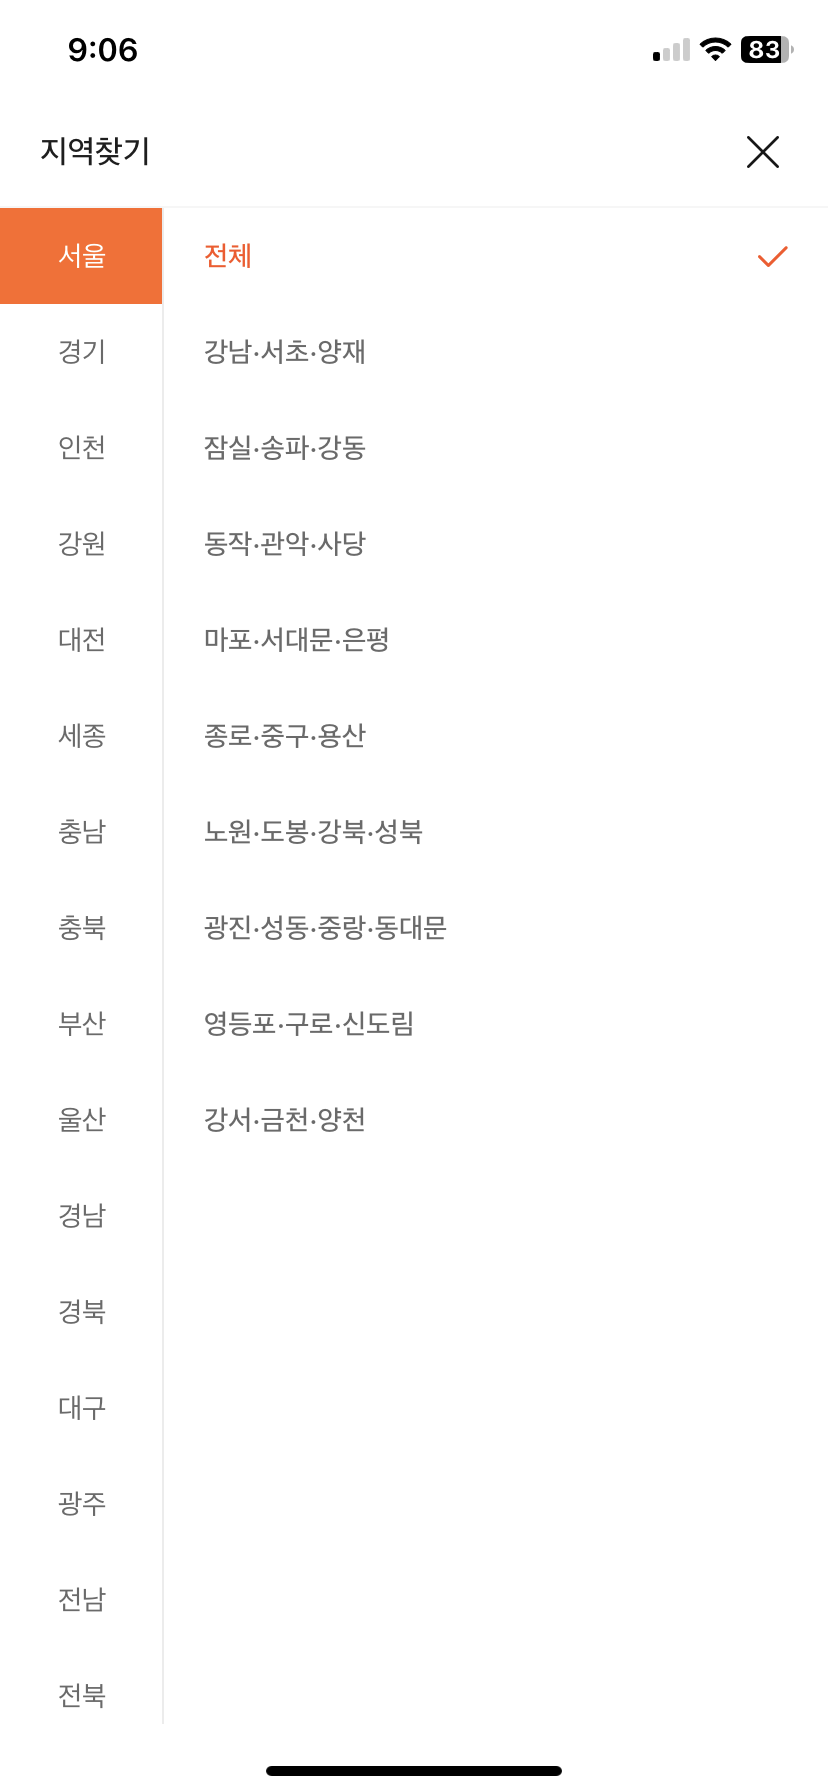 9:06
83
지역찾기
서울
전체
경기
강남·서초·양재
인천
잠실·송파·강동
강원
동작·관악·사당
대전
마포·서대문·은평
세종
종로·중구·용산
충남
노원·도봉·강북·성북
충북
광진·성동·중랑·동대문
부산
영등포·구로·신도림
울산
강서·금천·양천
경남
경북
대구
광주
전남
전북